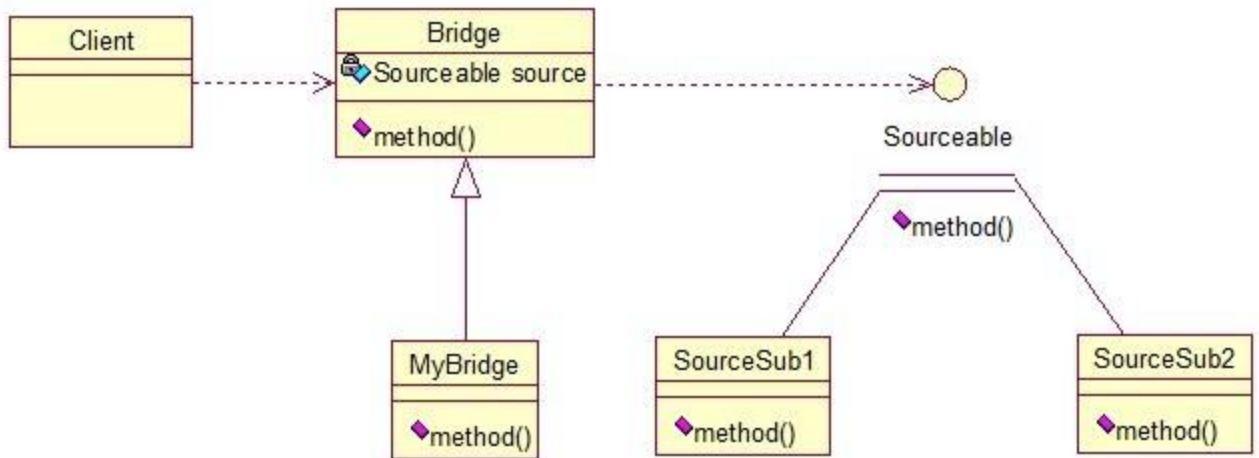 Client
Bridge
Sourceable source
method()
Sourceable
method()
MyBridge
method()
SourceSub1
method()
SourceSub2
method()